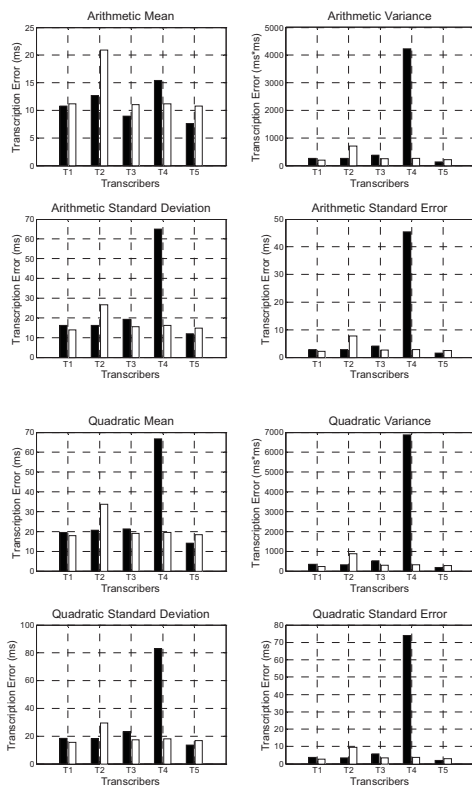 Arithmetic Mean
Transcription Error (ms)
25
20
15
10
5
0
T1 T2 T3 T4 T5
Transcribers
Arithmetic Variance
Transcription Error (ms*ms)
5000
4000
3000
2000
1000
0
T1 T2 T3 T4 T5
Transcribers
Arithmetic Standard Deviation
Transcription Error (ms)
70
60
50
40
30
20
10
0
T1 T2 T3 T4 T5
Transcribers
Arithmetic Standard Error
Transcription Error (ms)
50
40
30
20
10
0
T1 T2 T3 T4 T5
Transcribers
Quadratic Mean
Transcription Error (ms)
70
60
50
40
30
20
10
0
T1 T2 T3 T4 T5
Transcribers
Quadratic Variance
Transcription Error (ms*ms)
7000
6000
5000
4000
3000
2000
1000
0
T1 T2 T3 T4 T5
Transcribers
Quadratic Standard Deviation
Transcription Error (ms)
100
80
60
40
20
0
T1 T2 T3 T4 T5
Transcribers
Quadratic Standard Error
Transcription Error (ms)
80
70
60
50
40
30
20
10
0
T1 T2 T3 T4 T5
Transcribers